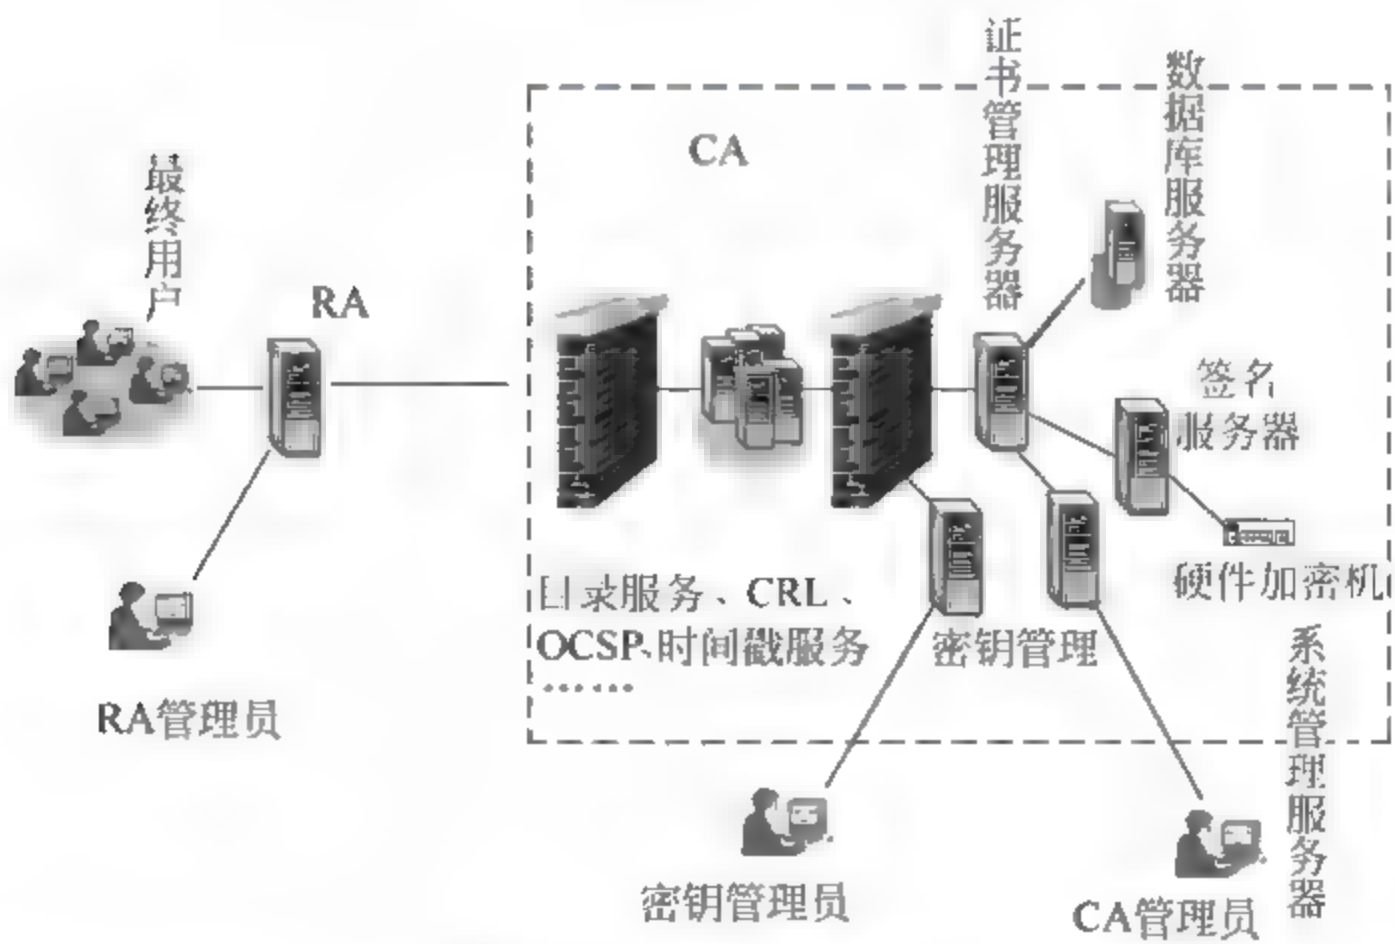 证书管理服务器
数据库服务器
CA
最终用户
RA
签名
服务器
硬件加密机
目录服务、CRL、
OCSP、时间戳服务
……
密钥管理
系统管理服务器
RA管理员
密钥管理员
CA管理员